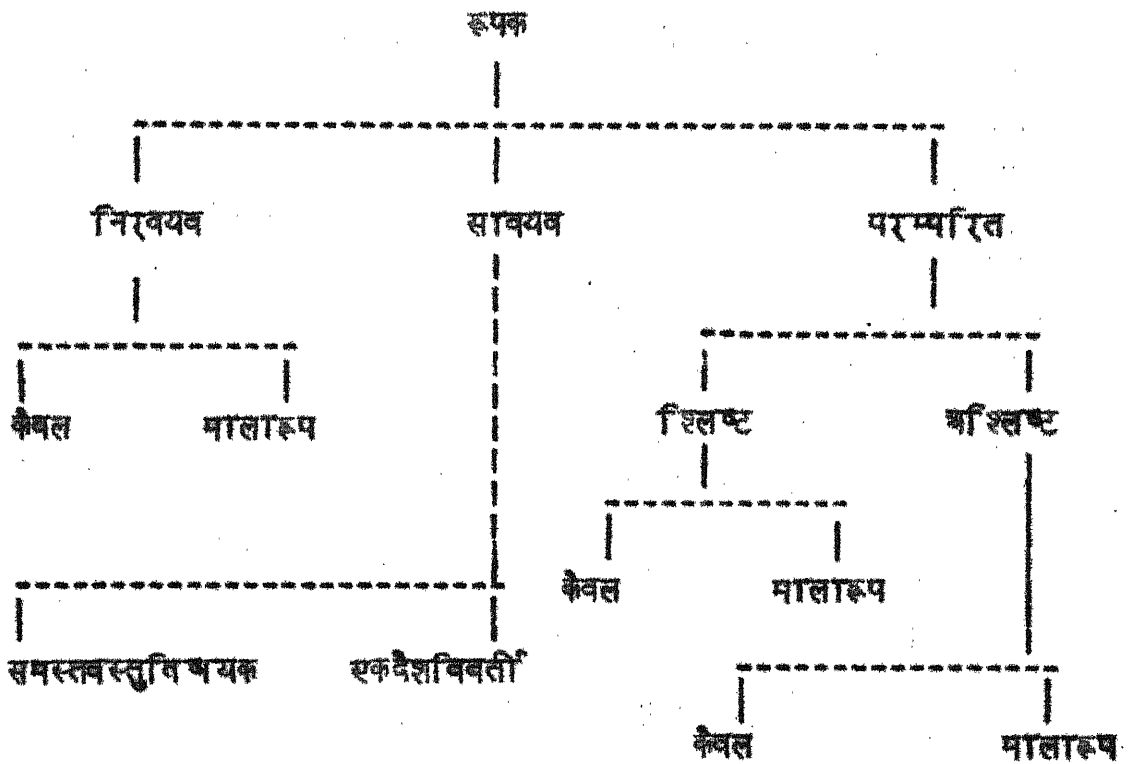 रूपक
निरवयव सावयव परम्परित
केवल मालारूप श्लिष्ट अश्लिष्ट
केवल मालारूप
समस्तवस्तुविषयक एकदेशविवर्ती
केवल मालारूप